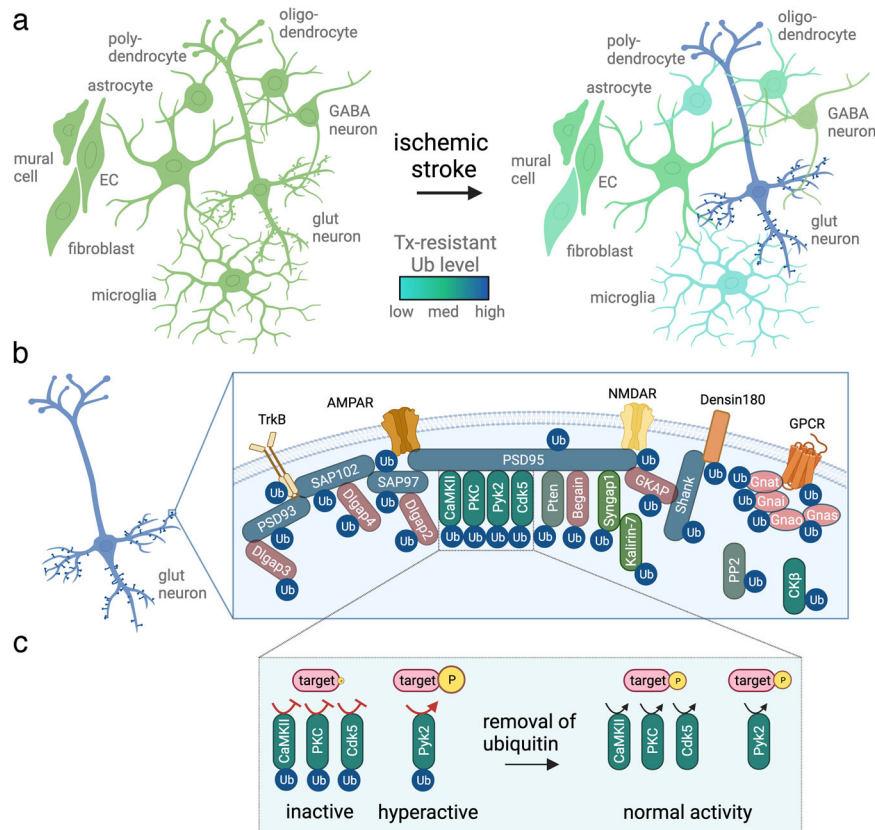 a
oligo-
dendrocyte
poly-
dendrocyte
astrocyte
GABA
neuron
mural
cell
EC
glut
neuron
fibroblast
microglia
ischemic
stroke
Tx-resistant
Ub level
low med high
oligo-
dendrocyte
poly-
dendrocyte
astrocyte
GABA
neuron
mural
cell
EC
glut
neuron
fibroblast
microglia
b
glut
neuron
TrkB
AMPAR
NMDAR
Densin180
GPCR
Ub
PSD95
Ub
Ub
Ub
SAP102
SAP97
Ub
PSD93
Ub
Dlgap3
Ub
Dlgap4
Ub
Dlgap2
Ub
CaMKII
PKC
Pyk2
Cdk5
Pten
Begain
Syngap1
Kalirin-7
GKAP
Shank
Ub
Ub
Ub
Ub
Ub
Ub
Ub
Ub
Ub
Ub
Ub
Gnat
Ub
Gnai
Ub
Gnao
Ub
Gnas
Ub
PP2
Ub
CKβ
Ub
c
target
target
P
CaMKII
PKC
Cdk5
Pyk2
Ub
Ub
Ub
Ub
inactive
hyperactive
removal of
ubiquitin
target
P
target
P
CaMKII
PKC
Cdk5
Pyk2
normal activity